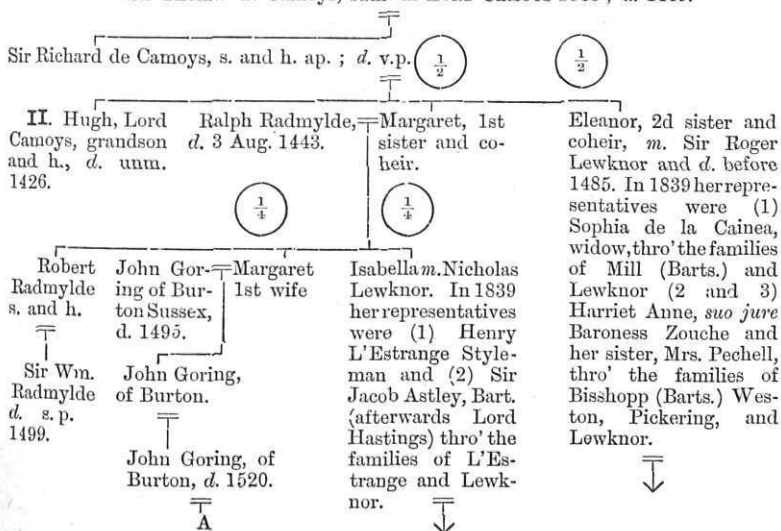 Sir Richard de Camoys, s. and h. ap. ; d. v.p.
1/2
1/2
II. Hugh, Lord
Camoys, grandson
and h., d. unm.
1426.
Ralph Radmylde,
d. 3 Aug. 1443.
Margaret, 1st
sister and co-
heir.
Eleanor, 2d sister and
coheir, m. Sir Roger
Lewknor and d. before
1485. In 1839 her repre-
sentatives were (1)
Sophia de la Cainea,
widow, thro' the families
of Mill (Barts.) and
Lewknor (2 and 3)
Harriet Anne, suo jure
Baroness Zouche and
her sister, Mrs. Pechell,
thro' the families of
Bisshopp (Barts.) Wes-
ton, Pickering, and
Lewknor.
1/4
1/4
Robert
Radmylde
s. and h.
Sir Wm.
Radmylde
d. s. p.
1499.
John Gor-
ing of Bur-
ton Sussex,
d. 1495.
Margaret
1st wife
John Goring,
of Burton.
John Goring, of
Burton, d. 1520.
A
Isabella m. Nicholas
Lewknor. In 1839
her representatives
were (1) Henry
L'Estrange Style-
man and (2) Sir
Jacob Astley, Bart.
(afterwards Lord
Hastings) thro' the
families of L'Es-
trange and Lewk-
nor.